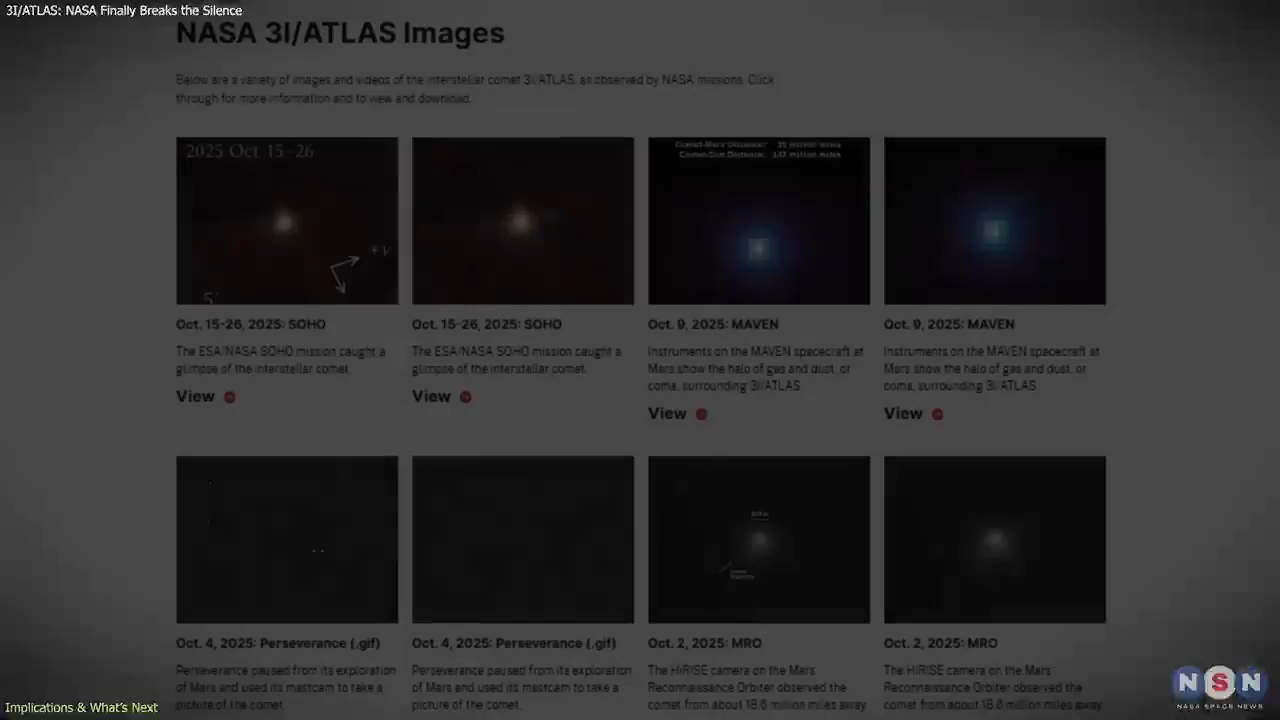 3I/ATLAS: NASA Finally Breaks the Silence
NASA 3I/ATLAS Images
Below are a variety of images and videos of the interstellar comet 3I/ATLAS, as observed by NASA missions. Click
through for more information and to view and download.
2025 Oct 15-26
+V
5'
Comet-Mars Distance:
Comet-Sun Distance: 147 million miles
Oct. 15-26, 2025: SOHO
The ESA/NASA SOHO mission caught a
glimpse of the interstellar comet.
View
Oct. 15-26, 2025: SOHO
The ESA/NASA SOHO mission caught a
glimpse of the interstellar comet.
View
Oct. 9, 2025: MAVEN
Instruments on the MAVEN spacecraft at
Mars show the halo of gas and dust, or
coma, surrounding 3I/ATLAS
View
Oct. 9, 2025: MAVEN
Instruments on the MAVEN spacecraft at
Mars show the halo of gas and dust, or
coma, surrounding 3I/ATLAS
View
Oct. 4, 2025: Perseverance (.gif)
Perseverance paused from its exploration
of Mars and used its mastcam to take a
picture of the comet.
Oct. 4, 2025: Perseverance (.gif)
Perseverance paused from its exploration
of Mars and used its mastcam to take a
picture of the comet.
Oct. 2, 2025: MRO
The HiRISE camera on the Mars
Reconnaissance Orbiter observed the
comet from about 18.6 million miles away
Oct. 2, 2025: MRO
The HiRISE camera on the Mars
Reconnaissance Orbiter observed the
comet from about 18.6 million miles away
NSN
NASA SPACE NEWS
Implications & What's Next